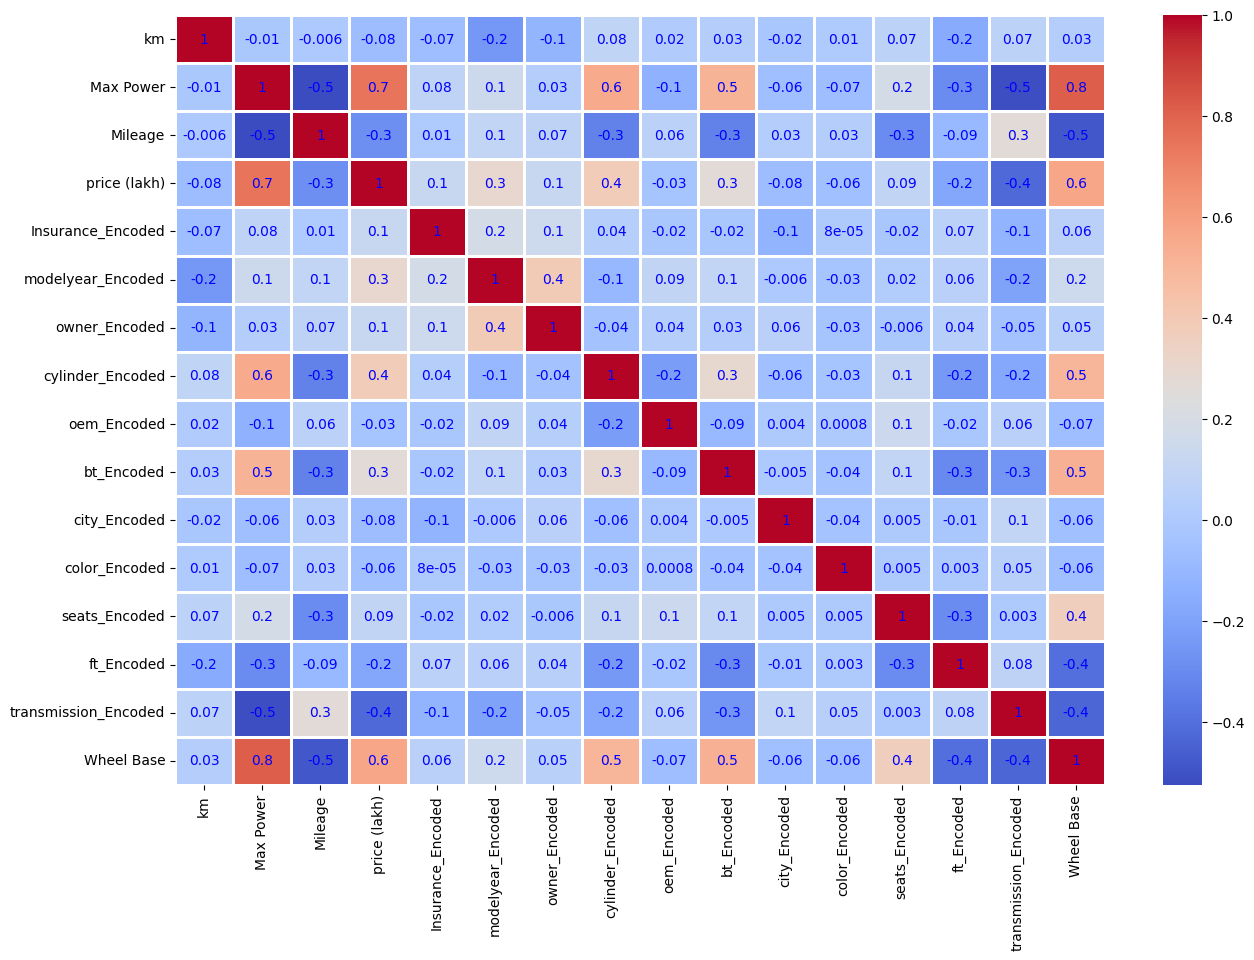 km 1 -0.01 -0.006 -0.08 -0.07 -0.2 -0.1 0.08 0.02 0.03 -0.02 0.01 0.07 -0.2 0.07 0.03
Max Power -0.01 1 -0.5 0.7 0.08 0.1 0.03 0.6 -0.1 0.5 -0.06 -0.07 0.2 -0.3 -0.5 0.8
Mileage -0.006 -0.5 1 -0.3 0.01 0.1 0.07 -0.3 0.06 -0.3 0.03 0.03 -0.3 -0.09 0.3 -0.5
price (lakh) -0.08 0.7 -0.3 1 0.1 0.3 0.1 0.4 -0.03 0.3 -0.08 -0.06 0.09 -0.2 -0.4 0.6
Insurance_Encoded -0.07 0.08 0.01 0.1 1 0.2 0.1 0.04 -0.02 -0.02 -0.1 8e-05 -0.02 0.07 -0.1 0.06
modelyear_Encoded -0.2 0.1 0.1 0.3 0.2 1 0.4 -0.1 0.09 0.1 -0.006 -0.03 0.02 0.06 -0.2 0.2
owner_Encoded -0.1 0.03 0.07 0.1 0.1 0.4 1 -0.04 0.04 0.03 0.06 -0.03 -0.006 0.04 -0.05 0.05
cylinder_Encoded 0.08 0.6 -0.3 0.4 0.04 -0.1 -0.04 1 -0.2 0.3 -0.06 -0.03 0.1 -0.2 -0.2 0.5
oem_Encoded 0.02 -0.1 0.06 -0.03 -0.02 0.09 0.04 -0.2 1 -0.09 0.004 0.0008 0.1 -0.02 0.06 -0.07
bt_Encoded 0.03 0.5 -0.3 0.3 -0.02 0.1 0.03 0.3 -0.09 1 -0.005 -0.04 0.1 -0.3 -0.3 0.5
city_Encoded -0.02 -0.06 0.03 -0.08 -0.1 -0.006 0.06 -0.06 0.004 -0.005 1 -0.04 0.005 -0.01 0.1 -0.06
color_Encoded 0.01 -0.07 0.03 -0.06 8e-05 -0.03 -0.03 -0.03 0.0008 -0.04 -0.04 1 0.005 0.003 0.05 -0.06
seats_Encoded 0.07 0.2 -0.3 0.09 -0.02 0.02 -0.006 0.1 0.1 0.1 0.005 0.005 1 -0.3 0.003 0.4
ft_Encoded -0.2 -0.3 -0.09 -0.2 0.07 0.06 0.04 -0.2 -0.02 -0.3 -0.01 0.003 -0.3 1 0.08 -0.4
transmission_Encoded 0.07 -0.5 0.3 -0.4 -0.1 -0.2 -0.05 -0.2 0.06 -0.3 0.1 0.05 0.003 0.08 1 -0.4
Wheel Base 0.03 0.8 -0.5 0.6 0.06 0.2 0.05 0.5 -0.07 0.5 -0.06 -0.06 0.4 -0.4 -0.4 1
km
Max Power
Mileage
price (lakh)
Insurance_Encoded
modelyear_Encoded
owner_Encoded
cylinder_Encoded
oem_Encoded
bt_Encoded
city_Encoded
color_Encoded
seats_Encoded
ft_Encoded
transmission_Encoded
Wheel Base
1.0
0.8
0.6
0.4
0.2
0.0
−0.2
−0.4